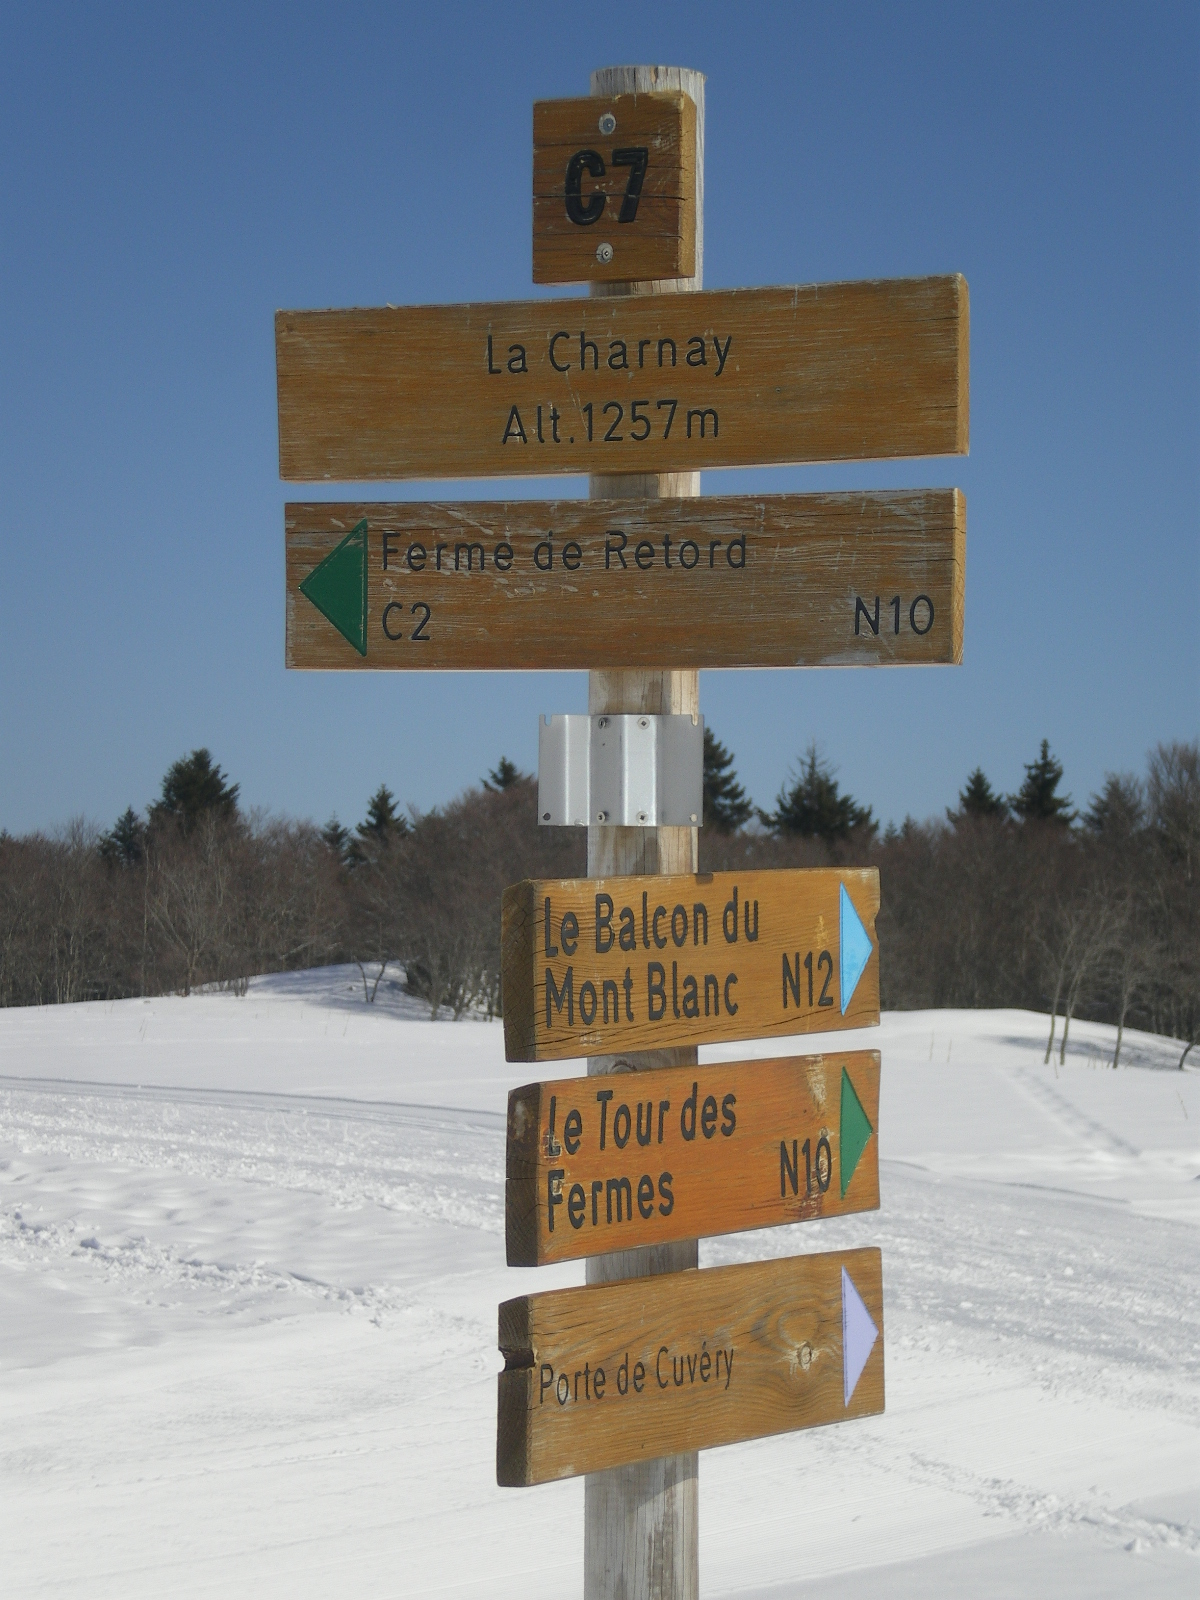 C7
La Charnay
Alt.1257m
Ferme de Retord
C2 N10
Le Balcon du
Mont Blanc N12
Le Tour des
Fermes N10
Porte de Cuvéry